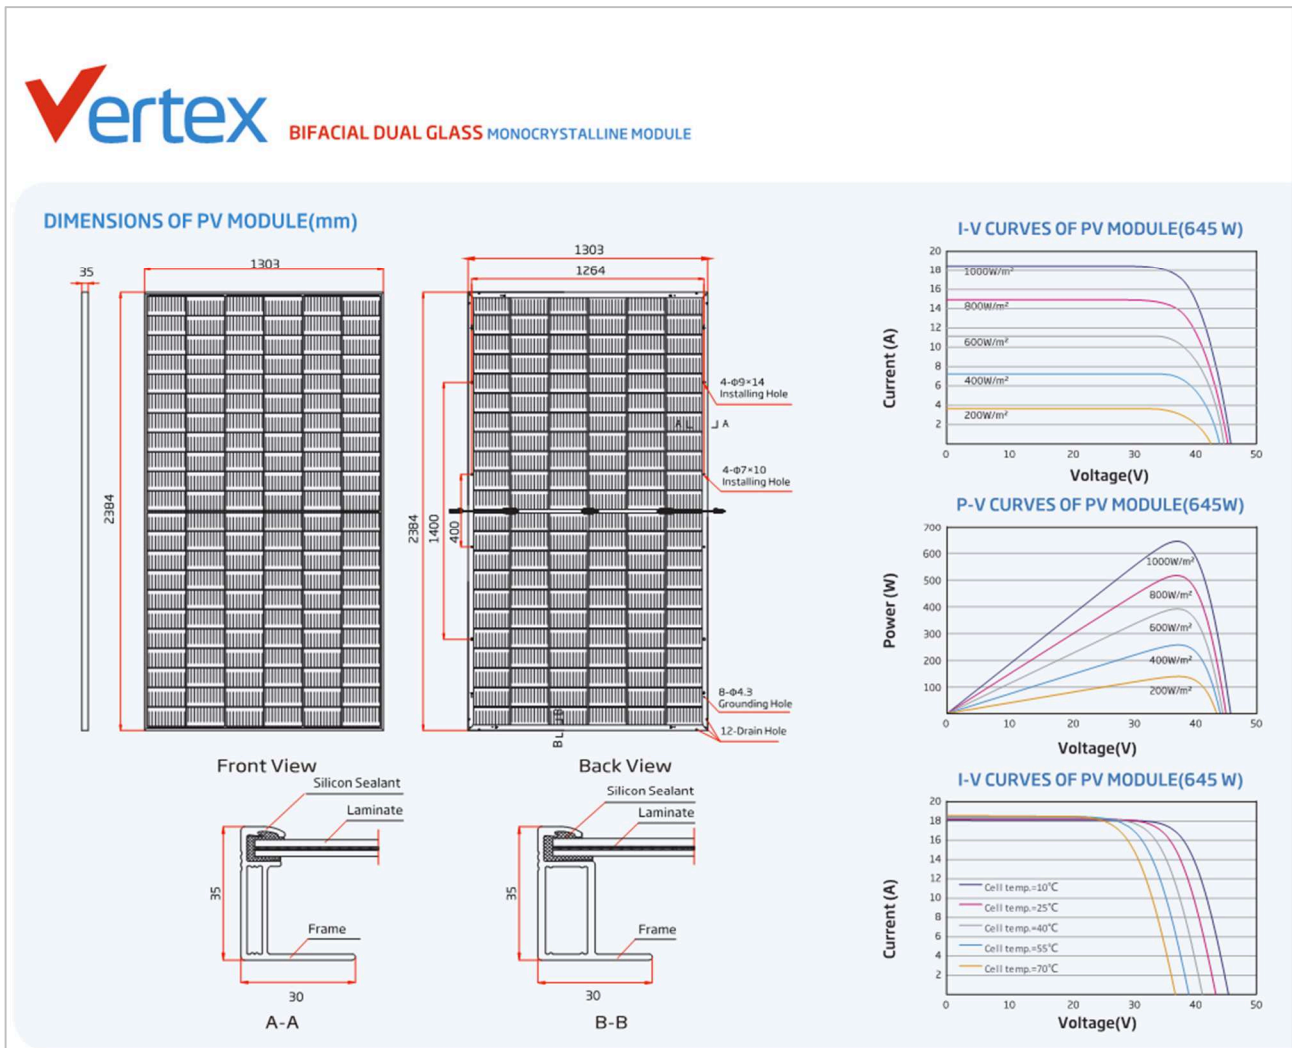 Vertex BIFACIAL DUAL GLASS MONOCRYSTALLINE MODULE
DIMENSIONS OF PV MODULE(mm)
35
1303
2384
Front View
1303
1264
2384
1400
400
4-Φ9×14
Installing Hole
A A
4-Φ7×10
Installing Hole
8-Φ4.3
Grounding Hole
12-Drain Hole
B
B
Back View
Silicon Sealant
Laminate
Frame
35
30
A-A
Silicon Sealant
Laminate
Frame
35
30
B-B
I-V CURVES OF PV MODULE(645 W)
Current (A)
20
18
16
14
12
10
8
6
4
2
1000W/m²
800W/m²
600W/m²
400W/m²
200W/m²
0 10 20 30 40 50
Voltage(V)
P-V CURVES OF PV MODULE(645W)
Power (W)
700
600
500
400
300
200
100
1000W/m²
800W/m²
600W/m²
400W/m²
200W/m²
0 10 20 30 40 50
Voltage(V)
I-V CURVES OF PV MODULE(645 W)
Current (A)
20
18
16
14
12
10
8
6
4
2
Cell temp.=10℃
Cell temp.=25℃
Cell temp.=40℃
Cell temp.=55℃
Cell temp.=70℃
0 10 20 30 40 50
Voltage(V)